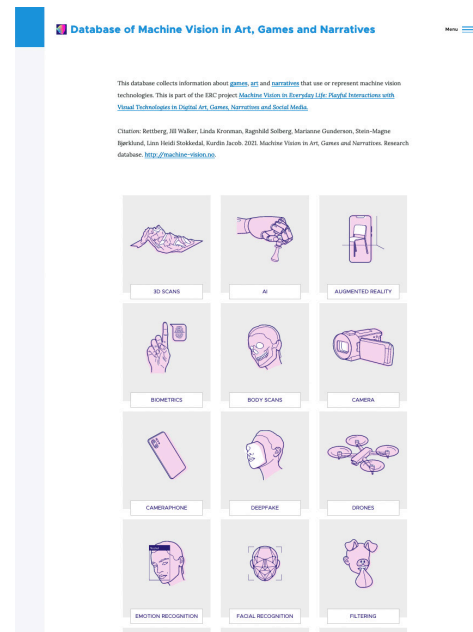 Database of Machine Vision in Art, Games and Narratives
Menu
This database collects information about games, art and narratives that use or represent machine vision
technologies. This is part of the ERC project Machine Vision in Everyday Life: Playful Interactions with
Visual Technologies in Digital Art, Games, Narratives and Social Media.
Citation: Rettberg, Jill Walker, Linda Kronman, Ragnhild Solberg, Marianne Gunderson, Stein-Magne
Bjørklund, Linn Heidi Stokkedal, Kurdin Jacob. 2021. Machine Vision in Art, Games and Narratives. Research
database. http://machine-vision.no.
3D SCANS
AI
AUGMENTED REALITY
BIOMETRICS
BODY SCANS
CAMERA
CAMERAPHONE
DEEPFAKE
DRONES
EMOTION RECOGNITION
FACIAL RECOGNITION
FILTERING